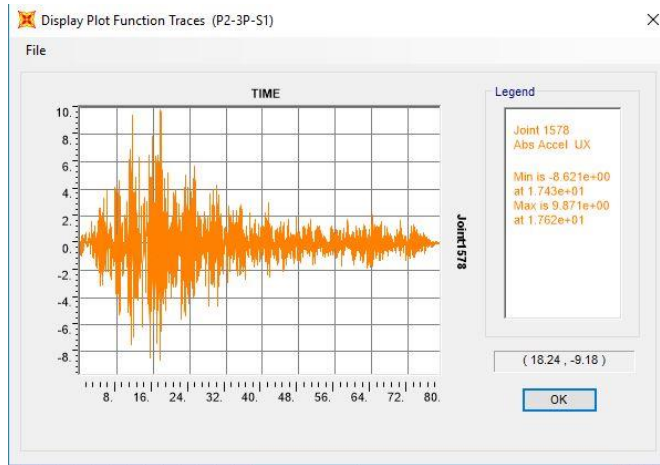 Display Plot Function Traces (P2-3P-S1)
File
TIME
Legend
10.
8.
6.
4.
2.
0.
-2.
-4.
-6.
-8.
Joint1578
Joint 1578
Abs Accel UX
Min is -8.621e+00
at 1.743e+01
Max is 9.871e+00
at 1.762e+01
8. 16. 24. 32. 40. 48. 56. 64. 72. 80.
( 18.24 , -9.18 )
OK